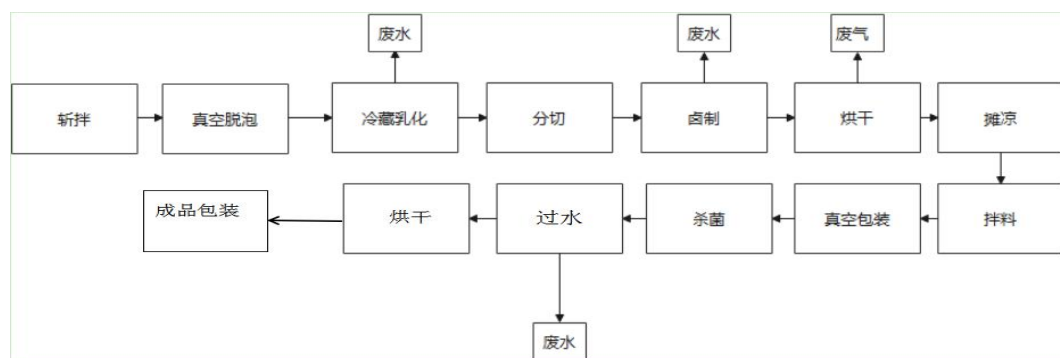 废水
废水
废气
斩拌
真空脱泡
冷藏乳化
分切
卤制
烘干
摊凉
成品包装
烘干
过水
杀菌
真空包装
拌料
废水